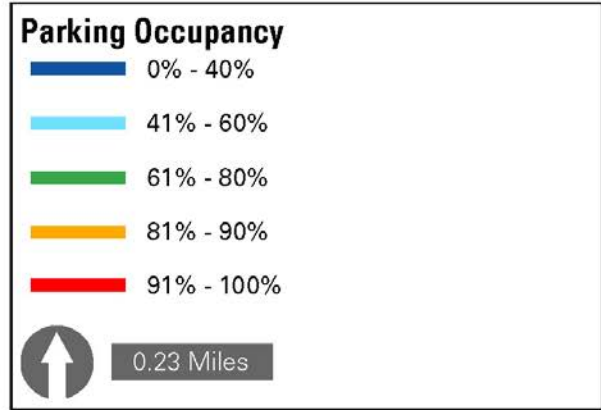 Parking Occupancy
0% - 40%
41% - 60%
61% - 80%
81% - 90%
91% - 100%
0.23 Miles